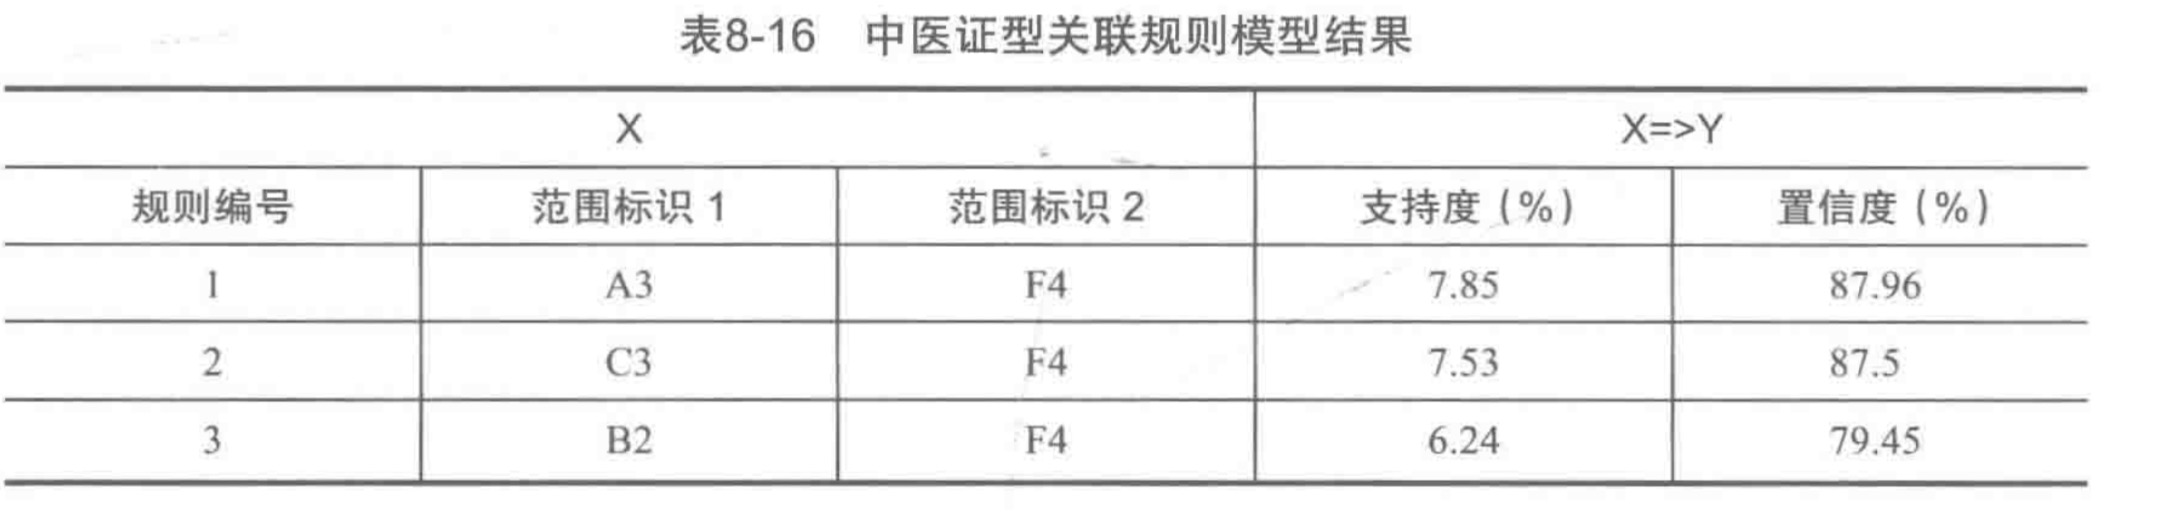 表8-16 中医证型关联规则模型结果
X X=>Y
规则编号 范围标识 1 范围标识 2 支持度 (%) 置信度 (%)
1 A3 F4 7.85 87.96
2 C3 F4 7.53 87.5
3 B2 F4 6.24 79.45